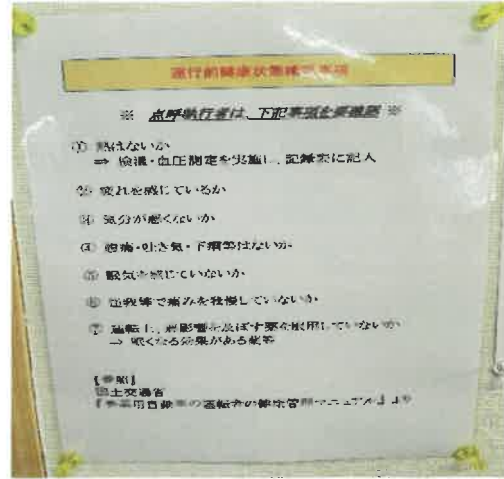 運行前健康状態確認事項
※ 点呼執行者は、下記事項を要確認 ※
① 熱はないか
⇒ 検温・血圧測定を実施し、記録表に記入
② 疲れを感じているか
③ 気分が悪くないか
④ 腹痛・吐き気・下痢等はないか
⑤ 眠気を感じていないか
⑥ 怪我等で痛みを我慢していないか
⑦ 運転上、悪影響を及ぼす薬を服用していないか
→ 眠くなる効果がある薬等
【参照】
国土交通省
『事業用自動車の運転者の健康管理マニュアル』より